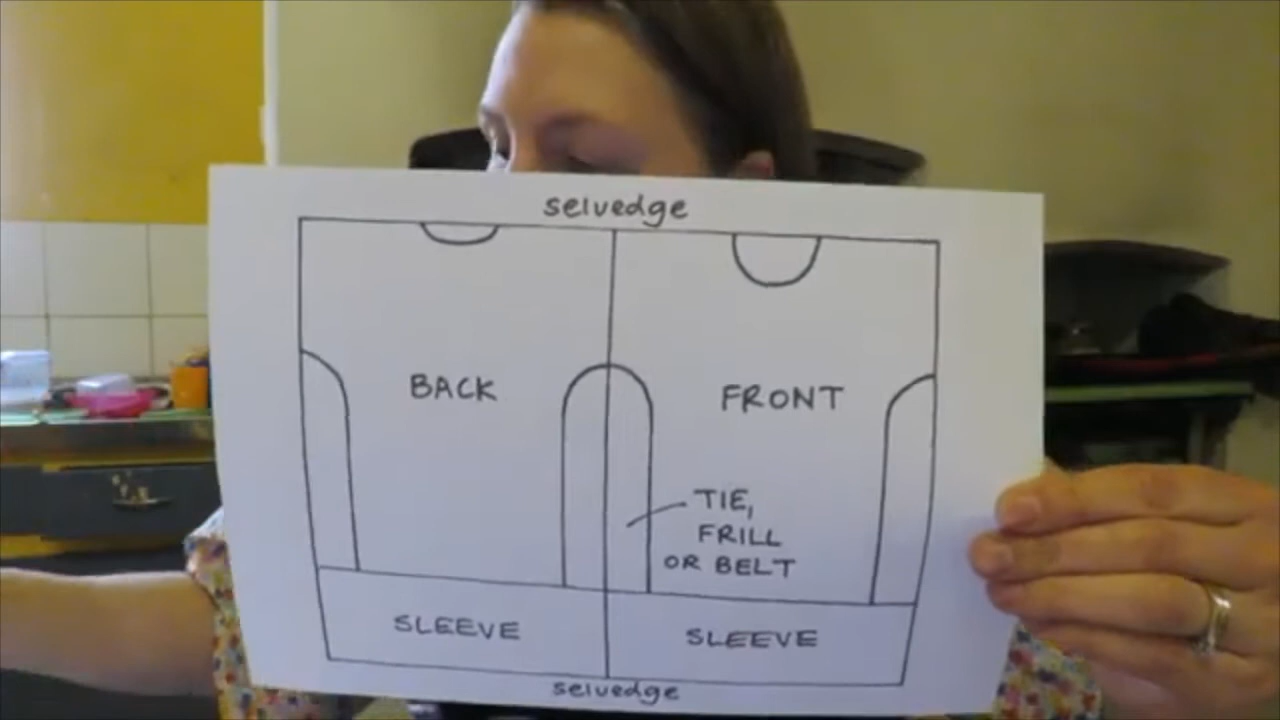 selvedge
BACK
FRONT
TIE,
FRILL
OR BELT
SLEEVE
SLEEVE
selvedge